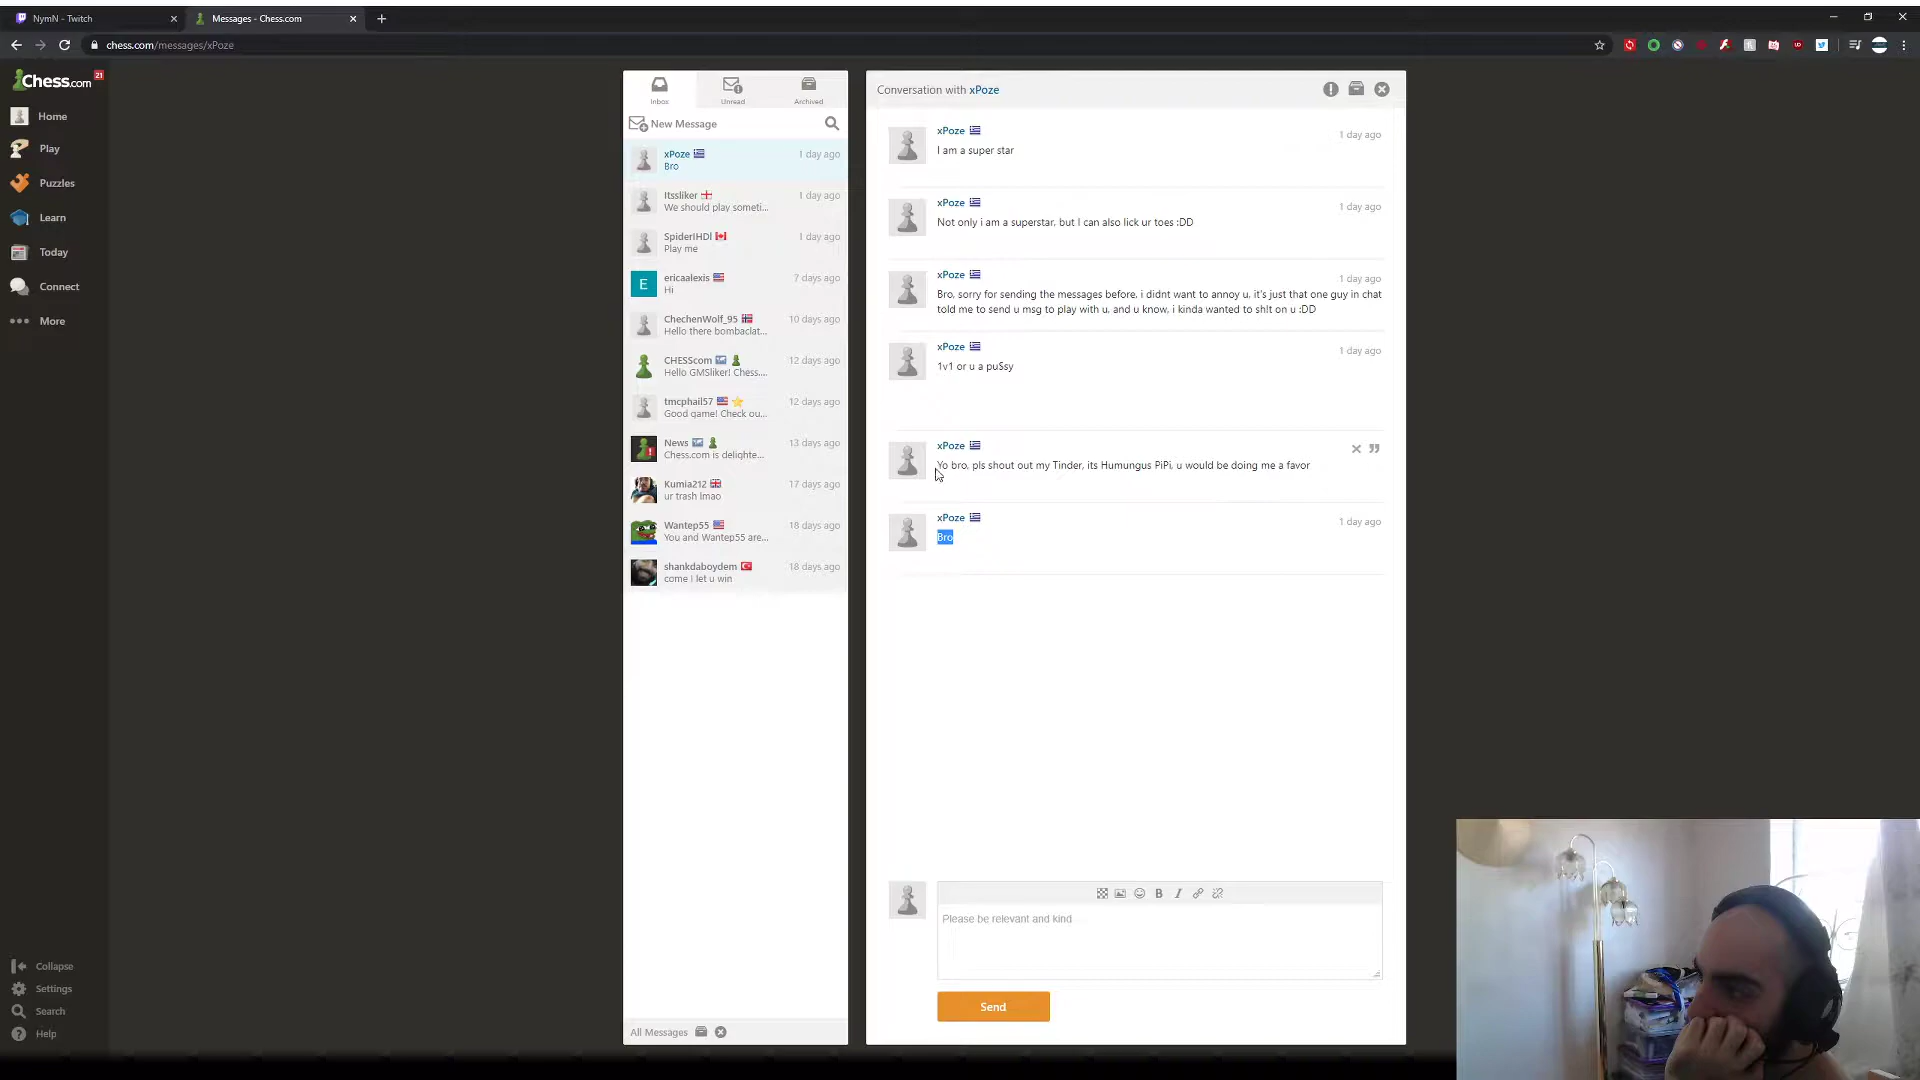 NymN - Twitch
Messages - Chess.com
chess.com/messages/xPoze
Chess.com
21
Home
Play
Puzzles
Learn
Today
Connect
More
Collapse
Settings
Search
Help
Inbox
Unread
Archived
New Message
xPoze
1 day ago
Bro
Itssliker
1 day ago
We should play someti...
1 day ago
Play me
E
ericaalexis
7 days ago
Hi
ChechenWolf_95
10 days ago
Hello there bombaclat...
CHESScom
12 days ago
Hello GMSliker! Chess....
tmcphail57
12 days ago
Good game! Check ou...
News
13 days ago
Chess.com is delighte...
Kumia212
17 days ago
ur trash lmao
Wantep55
18 days ago
You and Wantep55 are...
shankdaboydem
18 days ago
come I let u win
All Messages
Conversation with xPoze
xPoze
1 day ago
I am a super star
xPoze
1 day ago
Not only i am a superstar, but I can also lick ur toes :DD
xPoze
1 day ago
Bro, sorry for sending the messages before, i didnt want to annoy u, it's just that one guy in chat
told me to send u msg to play with u, and u know, i kinda wanted to sh!t on u :DD
xPoze
1 day ago
1v1 or u a pu$sy
xPoze
Yo bro, pls shout out my Tinder, its Humungus PiPi, u would be doing me a favor
xPoze
1 day ago
Bro
Please be relevant and kind
Send